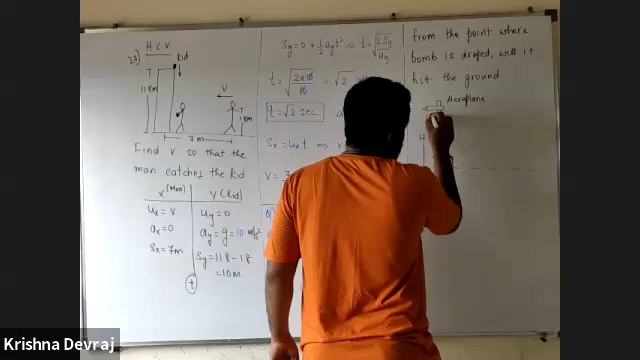 H C V
27)
Kid
T
11.8m
V
T
1.8m
7m
Find V so that the
man catches the kid
X (Man)
Y (Kid)
ux = V
uy = 0
ax = 0
ay = g = 10 m/s²
Sx = 7m
Sy = 11.8 - 1.8
= 10m.
t
Sy = 0 + ½ ay t² ⇒ t = √(2Sy/ay)
t = √(2×10/10) = √2
t = √2 sec
Sx = ux t ⇒
V =
Q)
from the point where
bomb is droped, will it
hit the ground
Aeroplane
H
Krishna Devraj